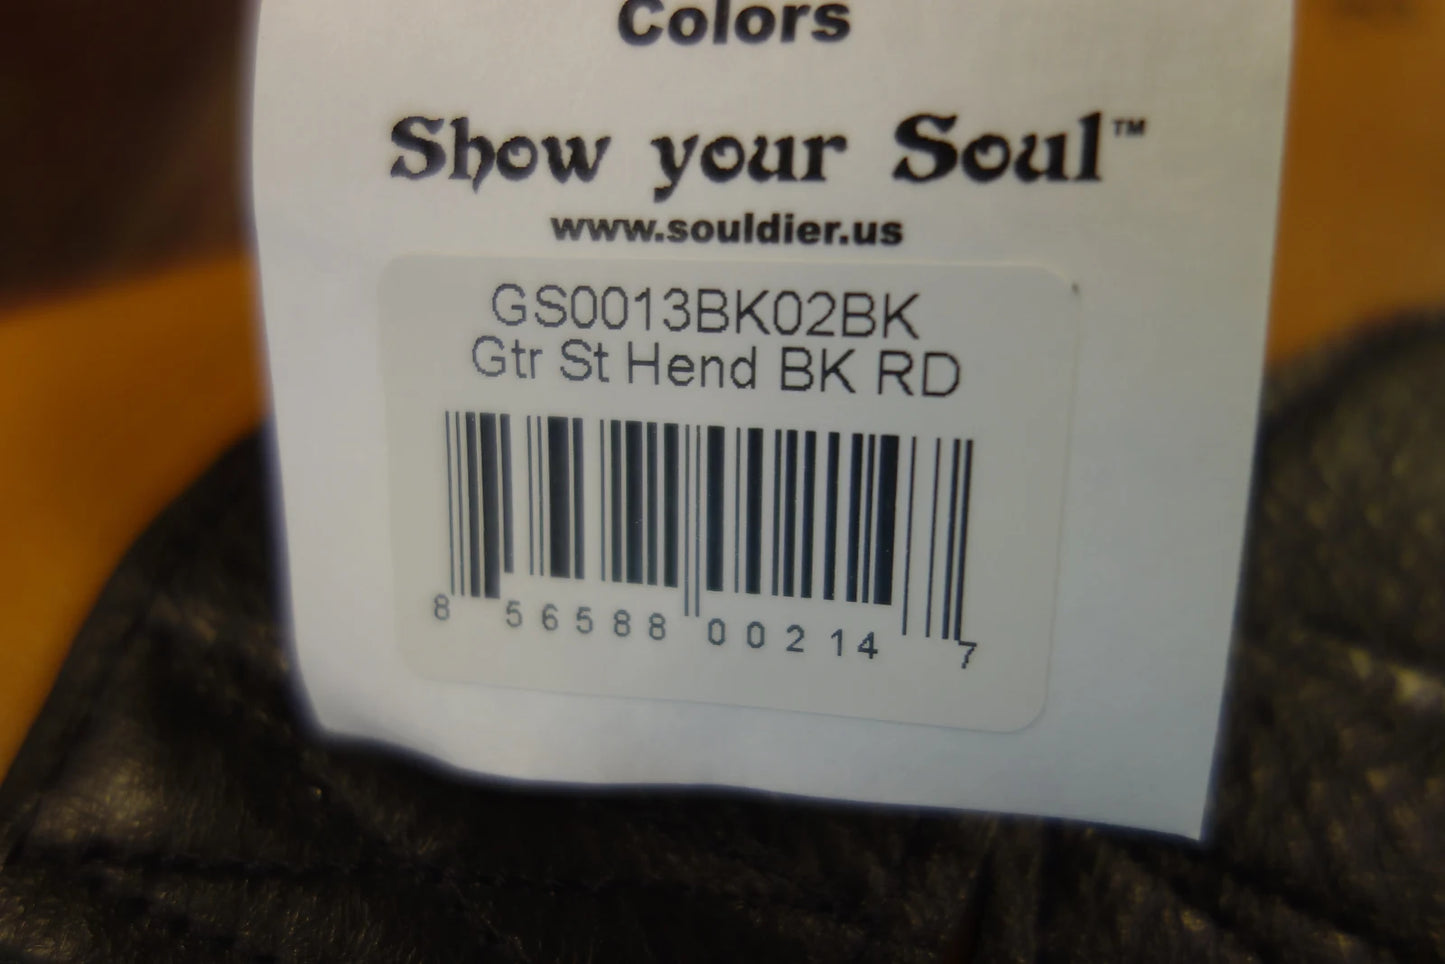 Colors
Show your Soul™
www.souldier.us
GS0013BK02BK
Gtr St Hend BK RD
8 56588 00214 7